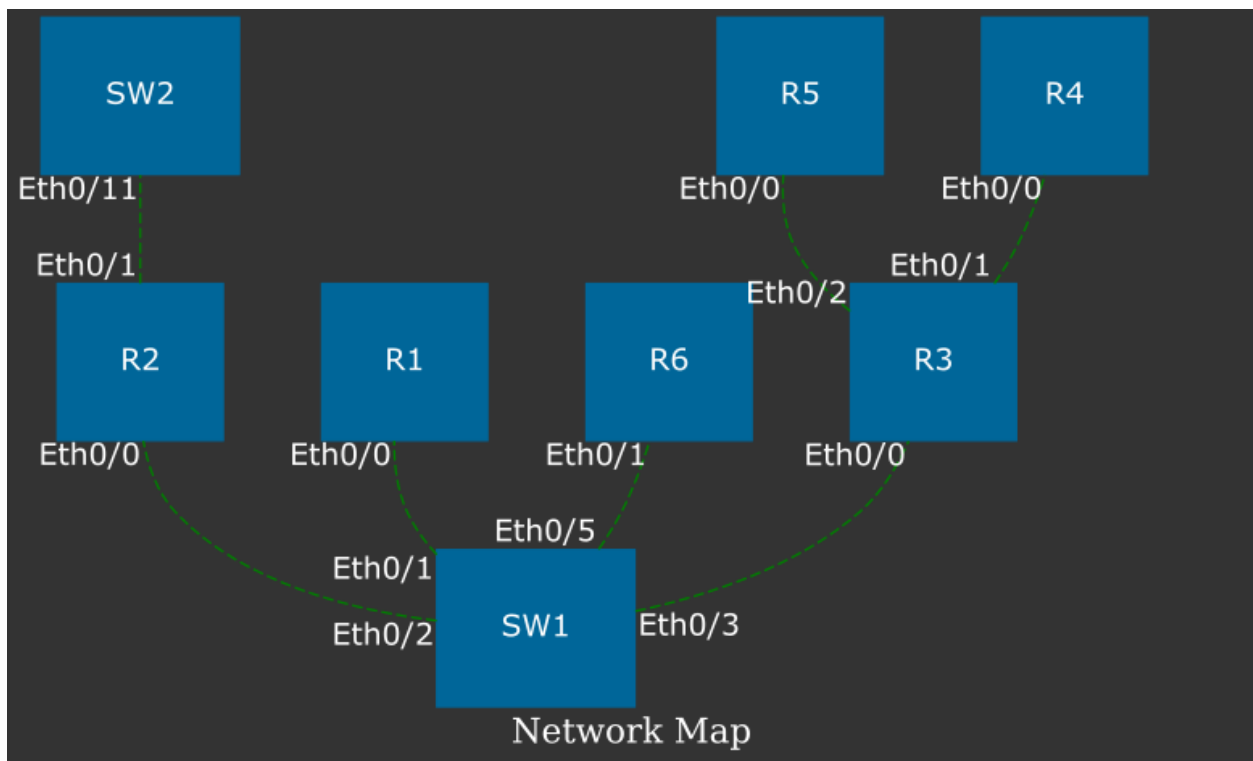 SW2
R5
R4
Eth0/11
Eth0/0
Eth0/0
Eth0/1
Eth0/2
Eth0/1
R2
R1
R6
R3
Eth0/0
Eth0/0
Eth0/1
Eth0/0
Eth0/5
Eth0/1
Eth0/2
SW1
Eth0/3
Network Map